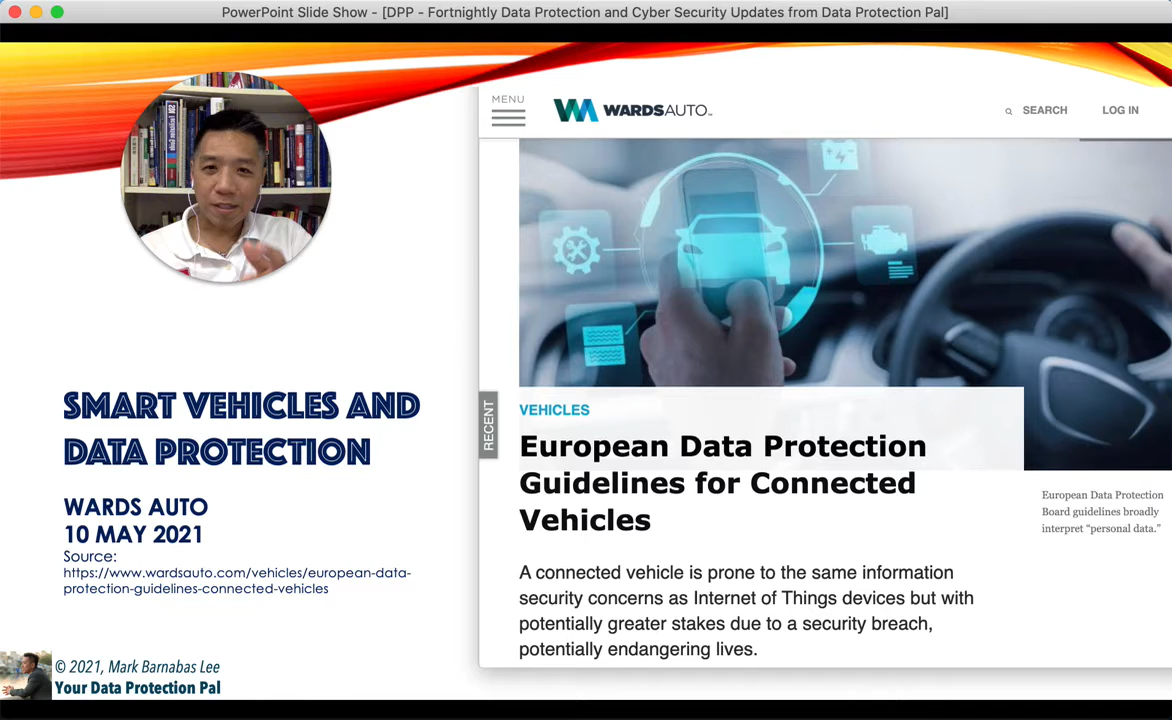 PowerPoint Slide Show - [DPP - Fortnightly Data Protection and Cyber Security Updates from Data Protection Pal]
MENU
WARDSAUTO
SEARCH
LOG IN
SMART VEHICLES AND
DATA PROTECTION
WARDS AUTO
10 MAY 2021
Source:
https://www.wardsauto.com/vehicles/european-data-
protection-guidelines-connected-vehicles
© 2021, Mark Barnabas Lee
Your Data Protection Pal
RECENT
VEHICLES
European Data Protection
Guidelines for Connected
Vehicles
European Data Protection
Board guidelines broadly
interpret “personal data.”
A connected vehicle is prone to the same information
security concerns as Internet of Things devices but with
potentially greater stakes due to a security breach,
potentially endangering lives.